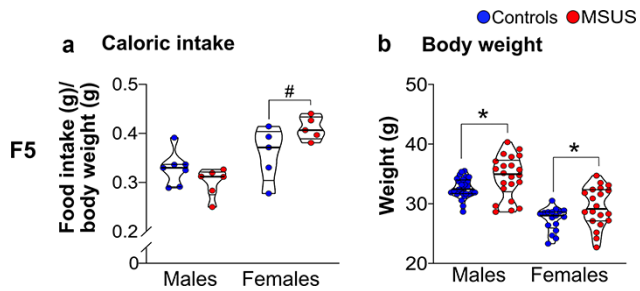 Controls MSUS
a Caloric intake
b Body weight
F5
Food intake (g)/
body weight (g)
0.5
0.4
0.3
0.2
0
#
Males Females
Weight (g)
50
40
30
20
0
*
*
Males Females